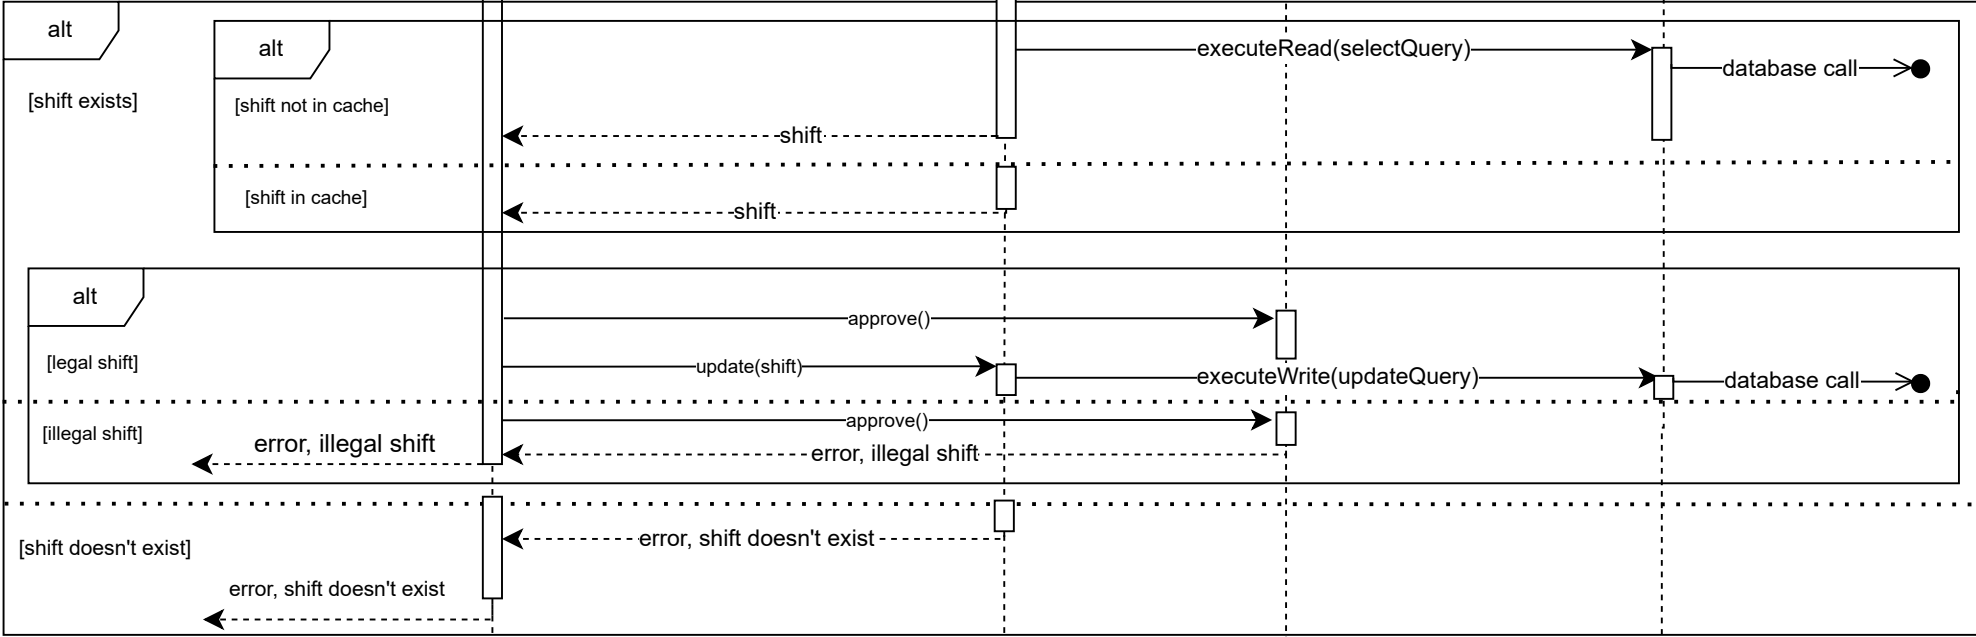 alt
alt
executeRead(selectQuery)
database call
[shift exists]
[shift not in cache]
shift
[shift in cache]
shift
alt
approve()
[legal shift]
update(shift)
executeWrite(updateQuery)
database call
approve()
[illegal shift]
error, illegal shift
error, illegal shift
error, shift doesn't exist
[shift doesn't exist]
error, shift doesn't exist